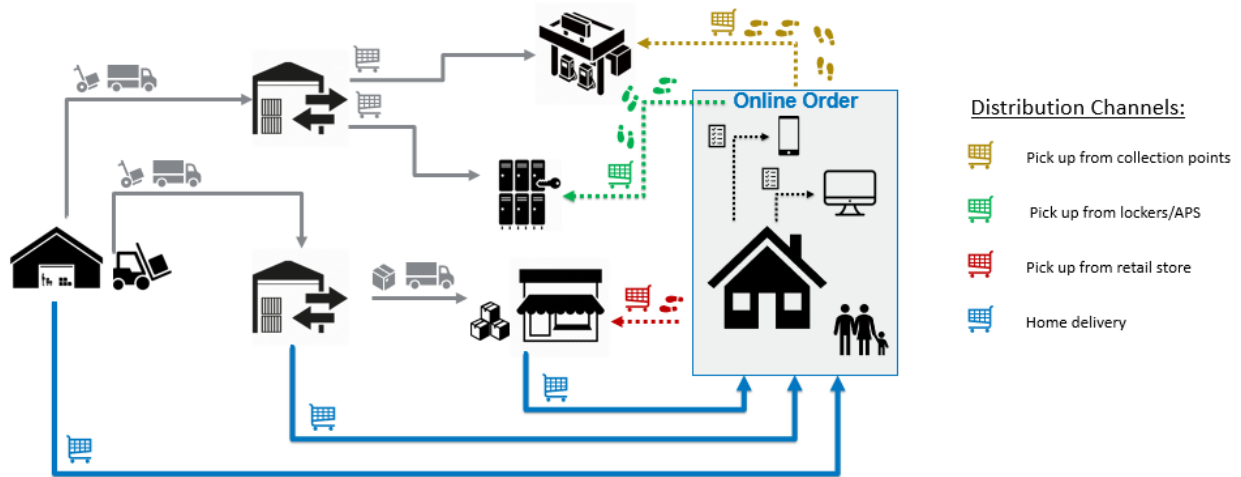 Online Order
Distribution Channels:
Pick up from collection points
Pick up from lockers/APS
Pick up from retail store
Home delivery